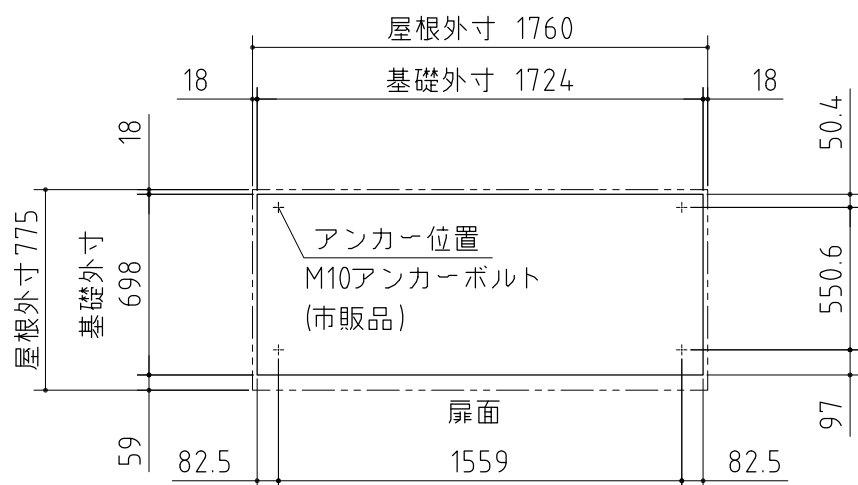 屋根外寸 1760
18
基礎外寸 1724
18
18
50.4
屋根外寸 775
基礎外寸
698
アンカー位置
M10アンカーボルト
(市販品)
550.6
扉面
59
97
82.5
1559
82.5